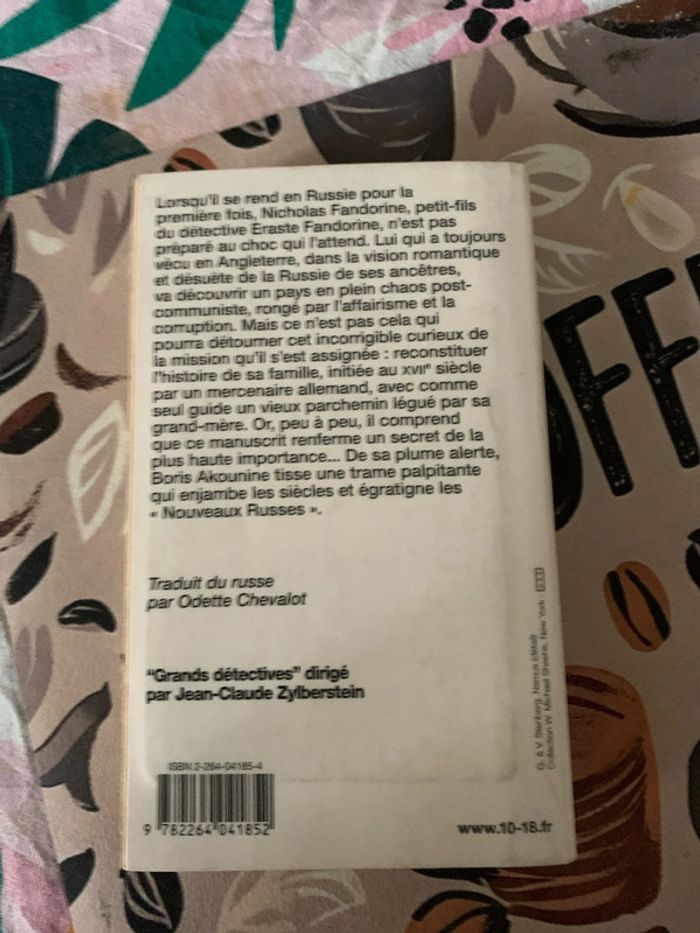 Lorsqu'il se rend en Russie pour la
première fois, Nicholas Fandorine, petit-fils
du détective Eraste Fandorine, n'est pas
préparé au choc qui l'attend. Lui qui a toujours
vécu en Angleterre, dans la vision romantique
et désuète de la Russie de ses ancêtres,
va découvrir un pays en plein chaos post-
communiste, rongé par l'affairisme et la
corruption. Mais ce n'est pas cela qui
pourra détourner cet incorrigible curieux de
la mission qu'il s'est assignée : reconstituer
l'histoire de sa famille, initiée au XVIIe siècle
par un mercenaire allemand, avec comme
seul guide un vieux parchemin légué par sa
grand-mère. Or, peu à peu, il comprend
que ce manuscrit renferme un secret de la
plus haute importance... De sa plume alerte,
Boris Akounine tisse une trame palpitante
qui enjambe les siècles et égratigne les
« Nouveaux Russes ».
Traduit du russe
par Odette Chevalot
"Grands détectives" dirigé
par Jean-Claude Zylberstein
ISBN 2-264-04185-4
9 782264 041852
www.10-18.fr
G. & V. Stenberg,
Collection W. Michael Sheehe, New York
OFFE